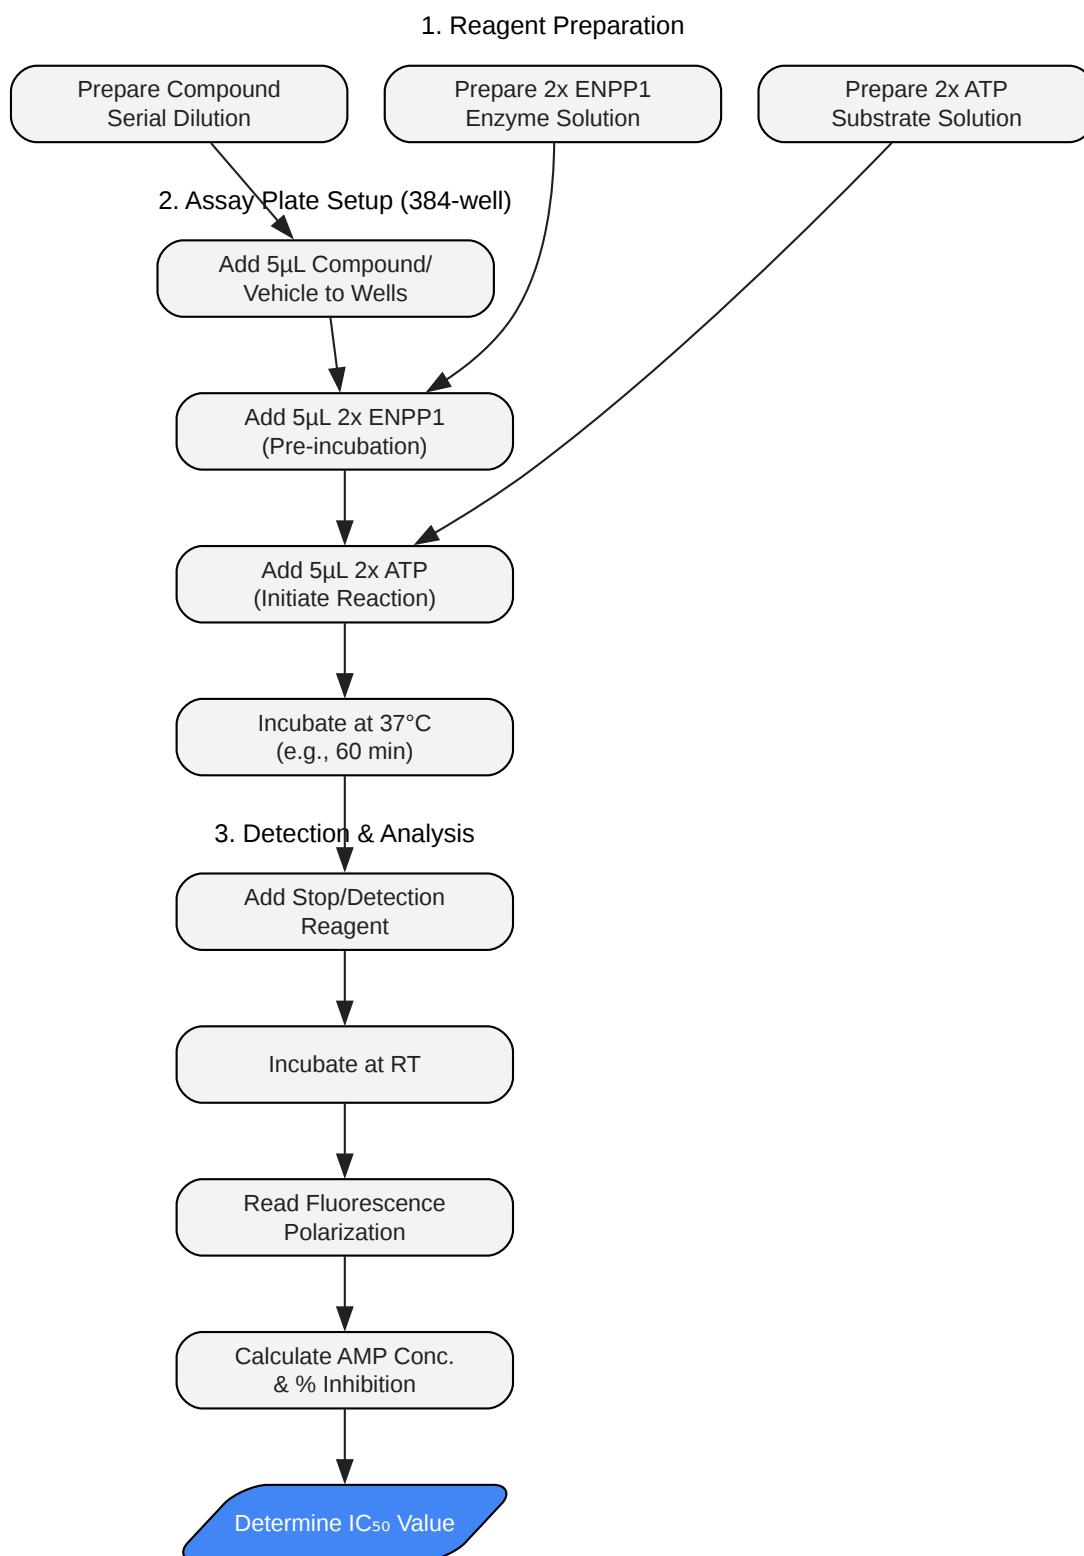 1. Reagent Preparation
Prepare Compound
Serial Dilution
Prepare 2x ENPP1
Enzyme Solution
Prepare 2x ATP
Substrate Solution
2. Assay Plate Setup (384-well)
Add 5µL Compound/
Vehicle to Wells
Add 5µL 2x ENPP1
(Pre-incubation)
Add 5µL 2x ATP
(Initiate Reaction)
Incubate at 37°C
(e.g., 60 min)
3. Detection & Analysis
Add Stop/Detection
Reagent
Incubate at RT
Read Fluorescence
Polarization
Calculate AMP Conc.
& % Inhibition
Determine IC₅₀ Value